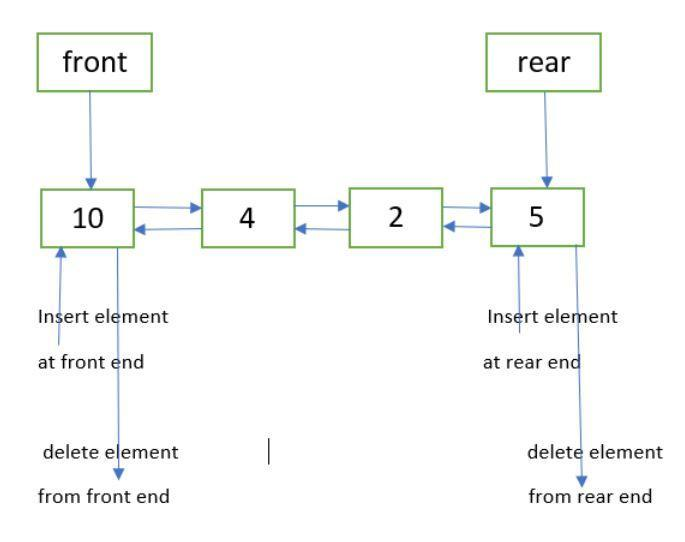 front
rear
10
4
2
5
Insert element
at front end
Insert element
at rear end
delete element
from front end
delete element
from rear end